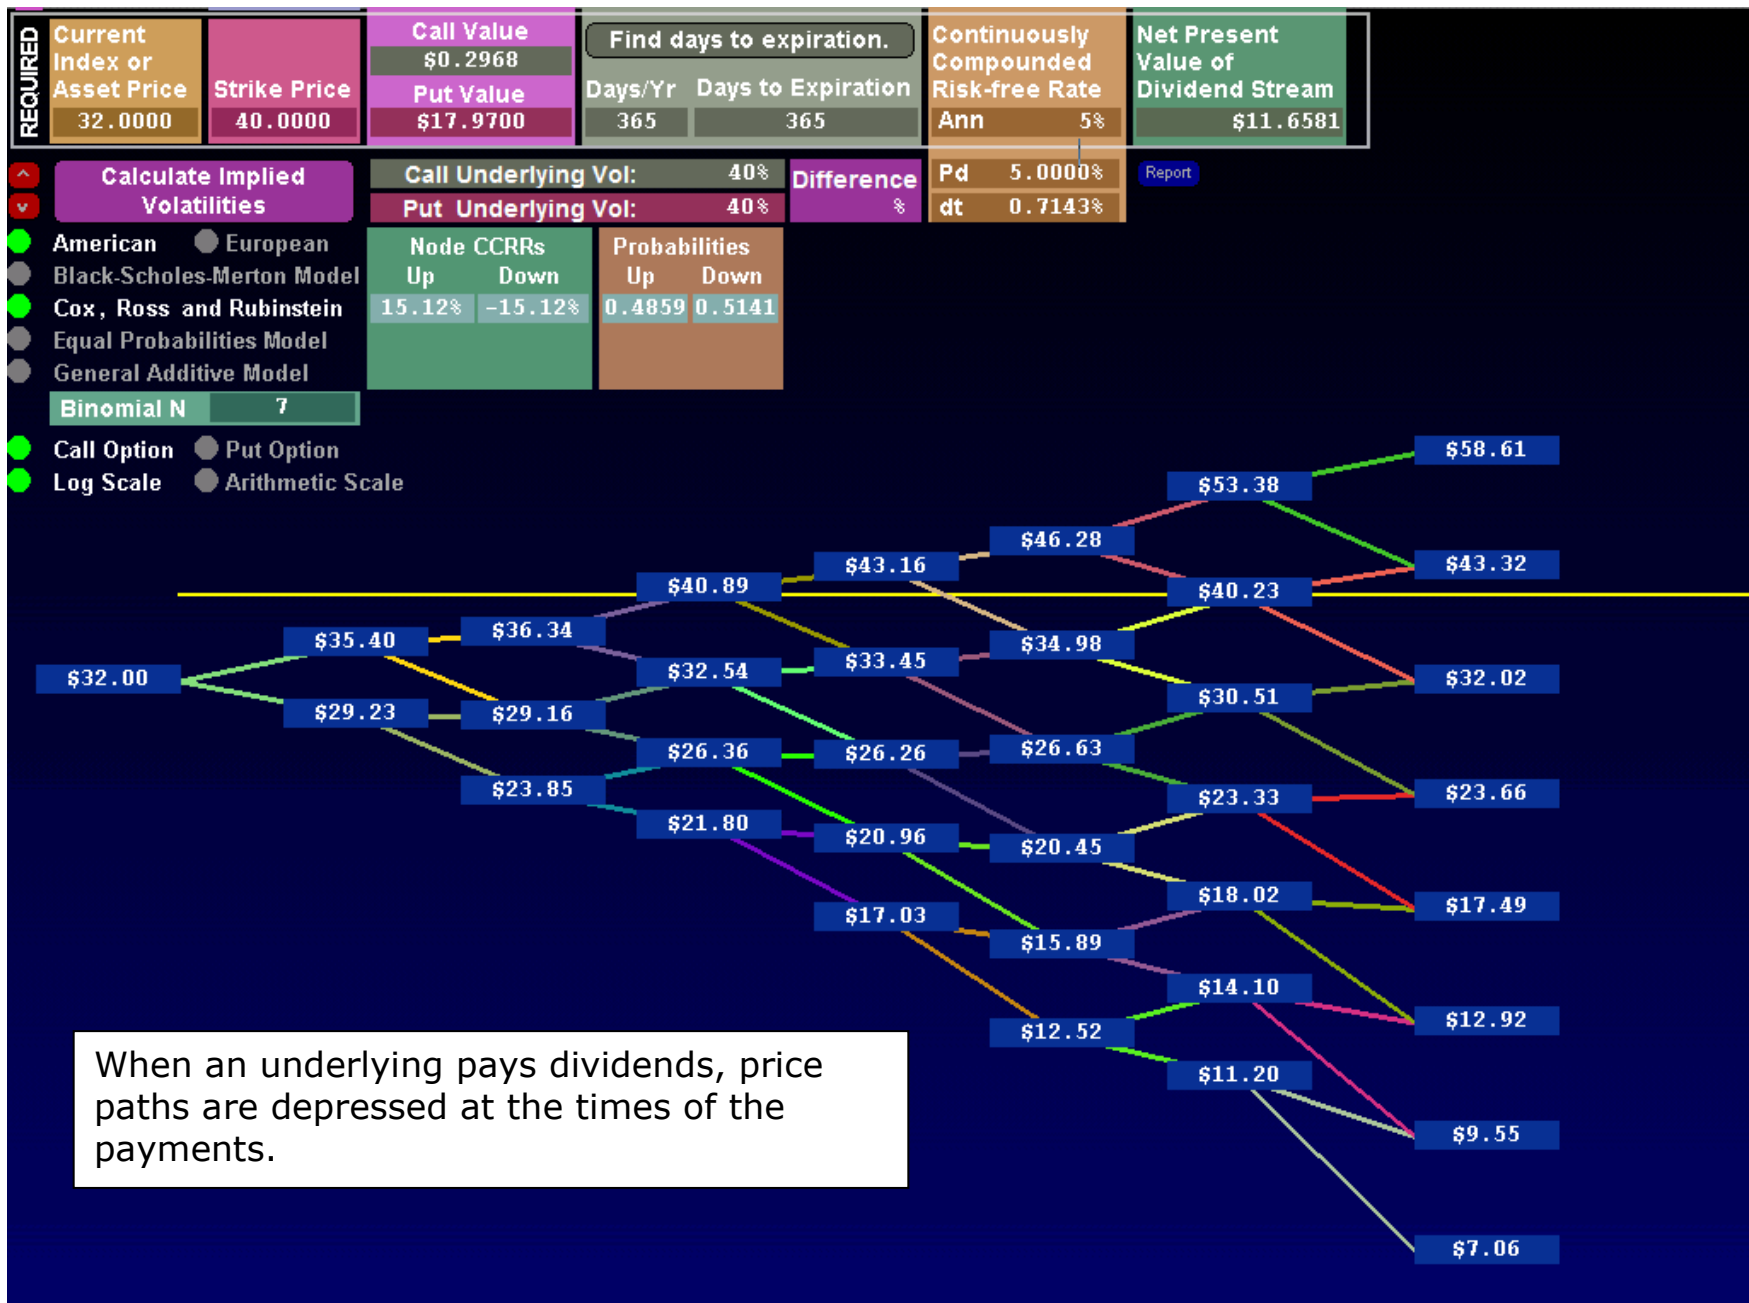 REQUIRED
Current
Index or
Asset Price
32.0000
Strike Price
40.0000
Call Value
$0.2968
Put Value
$17.9700
Find days to expiration.
Days/Yr Days to Expiration
365 365
Continuously
Compounded
Risk-free Rate
Ann 5%
Net Present
Value of
Dividend Stream
$11.6581
^
v
Calculate Implied
Volatilities
Call Underlying Vol: 40%
Put Underlying Vol: 40%
Difference
%
Pd 5.0000%
dt 0.7143%
Report
American European
Black-Scholes-Merton Model
Cox, Ross and Rubinstein
Equal Probabilities Model
General Additive Model
Node CCRRs
Up Down
15.12% -15.12%
Probabilities
Up Down
0.4859 0.5141
Binomial N 7
Call Option Put Option
Log Scale Arithmetic Scale
$32.00
$35.40
$29.23
$36.34
$29.16
$23.85
$40.89
$32.54
$26.36
$21.80
$43.16
$33.45
$26.26
$20.96
$17.03
$46.28
$34.98
$26.63
$20.45
$15.89
$12.52
$53.38
$40.23
$30.51
$23.33
$18.02
$14.10
$11.20
$58.61
$43.32
$32.02
$23.66
$17.49
$12.92
$9.55
$7.06
When an underlying pays dividends, price
paths are depressed at the times of the
payments.